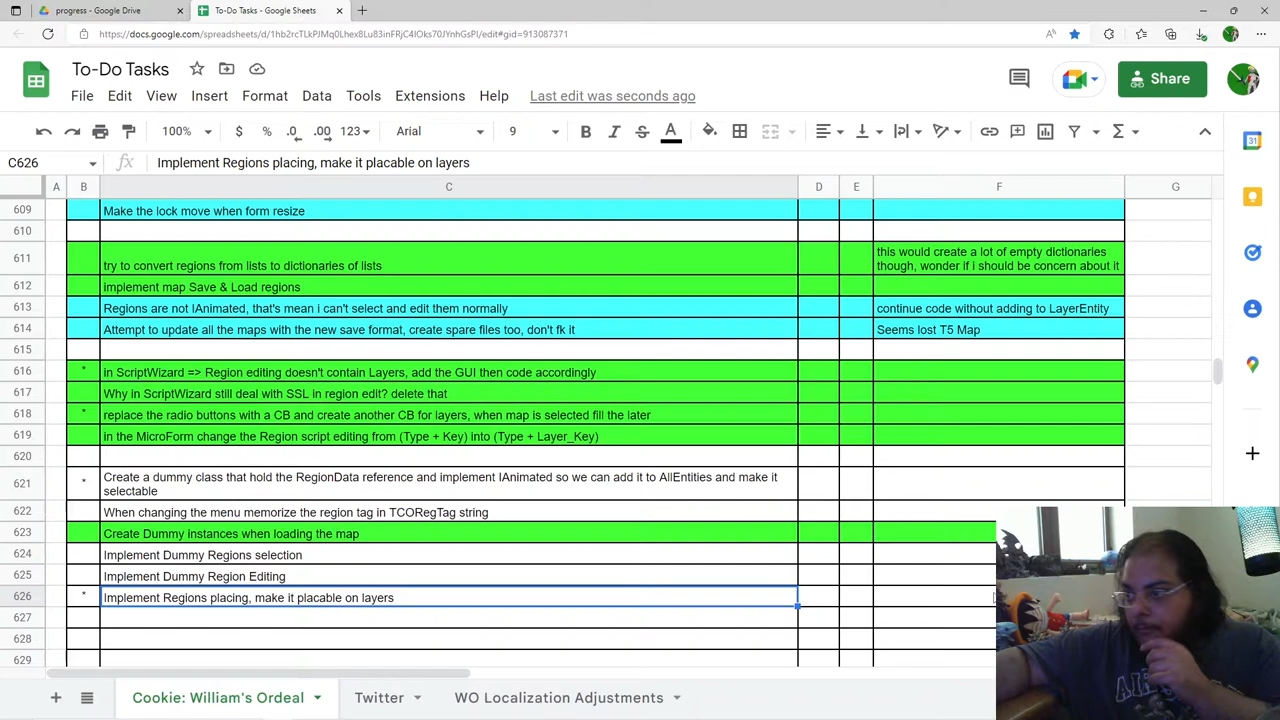 progress - Google Drive
To-Do Tasks - Google Sheets
https://docs.google.com/spreadsheets/d/1hb2rcTLkPJMq0Lhex8Lu83inFRjC4IOks70JYnhGsPI/edit#gid=913087371
To-Do Tasks
Share
File Edit View Insert Format Data Tools Extensions Help Last edit was seconds ago
100% $ % .0 .00 123 Arial 9 B I S A
C626 fx Implement Regions placing, make it placable on layers
A B C D E F G
609 Make the lock move when form resize
610
611 try to convert regions from lists to dictionaries of lists
this would create a lot of empty dictionaries
though, wonder if i should be concern about it
612 implement map Save & Load regions
613 Regions are not IAnimated, that's mean i can't select and edit them normally continue code without adding to LayerEntity
614 Attempt to update all the maps with the new save format, create spare files too, don't fk it Seems lost T5 Map
615
616 * in ScriptWizard => Region editing doesn't contain Layers, add the GUI then code accordingly
617 Why in ScriptWizard still deal with SSL in region edit? delete that
618 * replace the radio buttons with a CB and create another CB for layers, when map is selected fill the later
619 in the MicroForm change the Region script editing from (Type + Key) into (Type + Layer_Key)
620
621 * Create a dummy class that hold the RegionData reference and implement IAnimated so we can add it to AllEntities and make it
selectable
622 When changing the menu memorize the region tag in TCORegTag string
623 Create Dummy instances when loading the map
624 Implement Dummy Regions selection
625 Implement Dummy Region Editing
626 * Implement Regions placing, make it placable on layers
627
628
629
Cookie: William's Ordeal Twitter WO Localization Adjustments